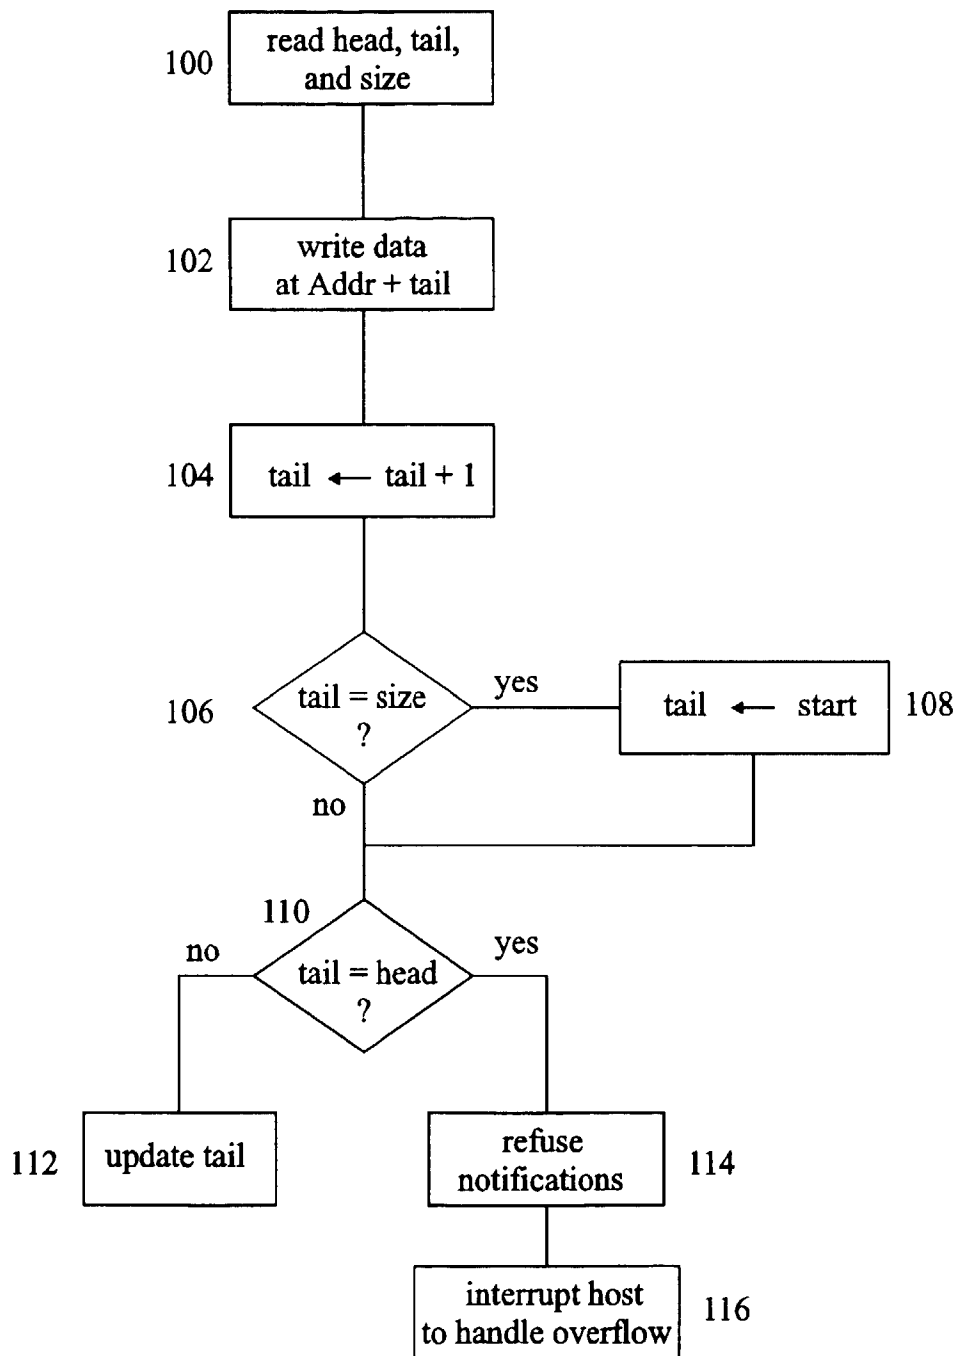 100
read head, tail,
and size
102
write data
at Addr + tail
104
tail ← tail + 1
106
tail = size
?
yes
tail ← start
108
no
110
no
tail = head
?
yes
112
update tail
refuse
notifications
114
interrupt host
to handle overflow
116